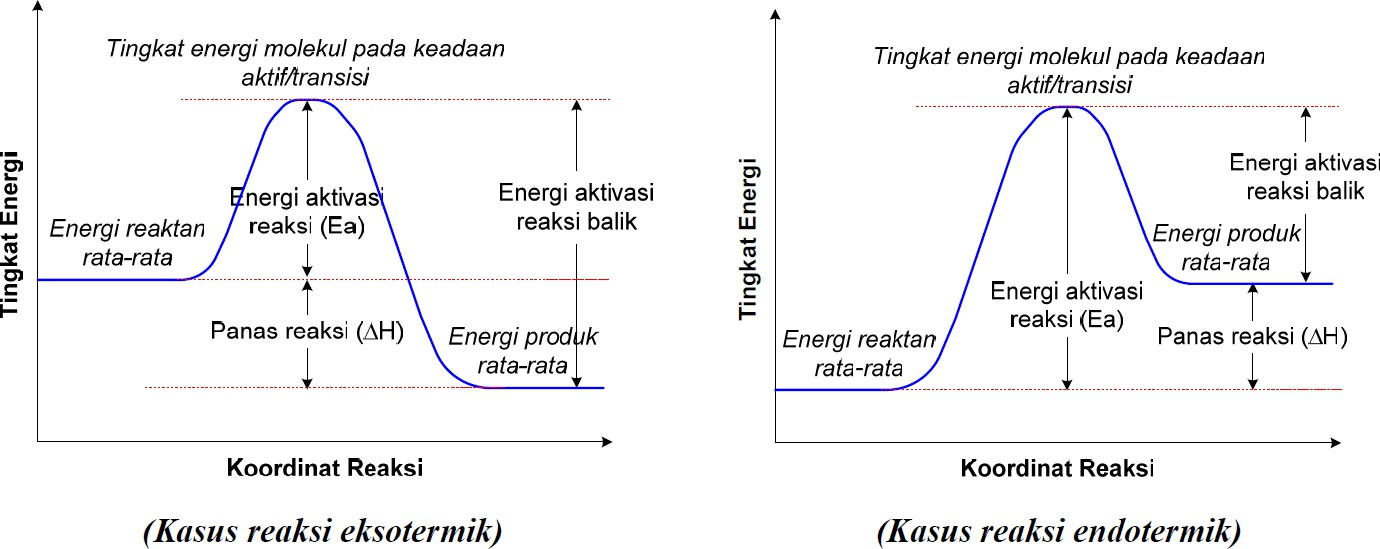 Tingkat energi molekul pada keadaan
aktif/transisi
Tingkat Energi
Energi aktivasi
reaksi (Ea)
Energi aktivasi
reaksi balik
Energi reaktan
rata-rata
Panas reaksi (ΔH)
Energi produk
rata-rata
Koordinat Reaksi
(Kasus reaksi eksotermik)
Tingkat energi molekul pada keadaan
aktif/transisi
Tingkat Energi
Energi aktivasi
reaksi balik
Energi produk
rata-rata
Energi aktivasi
reaksi (Ea)
Energi reaktan
rata-rata
Panas reaksi (ΔH)
Koordinat Reaksi
(Kasus reaksi endotermik)